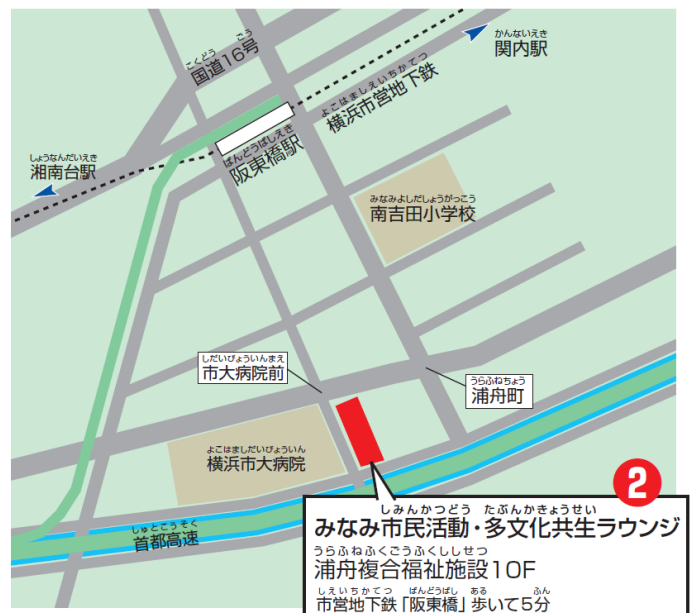 かんないえき
関内駅
こくどう ごう
国道16号
よこはましえいちかてつ
横浜市営地下鉄
ばんどうばしえき
阪東橋駅
しょうなんだいえき
湘南台駅
みなみよしだしょうがっこう
南吉田小学校
しだいびょういんまえ
市大病院前
うらふねちょう
浦舟町
よこはましだいびょういん
横浜市大病院
しゅとこうそく
首都高速
2
しみんかつどう たぶんかきょうせい
みなみ市民活動・多文化共生ラウンジ
うらふねふくごうふくししせつ
浦舟複合福祉施設10F
しえいちかてつ ばんどうばし ある ふん
市営地下鉄「阪東橋」歩いて5分